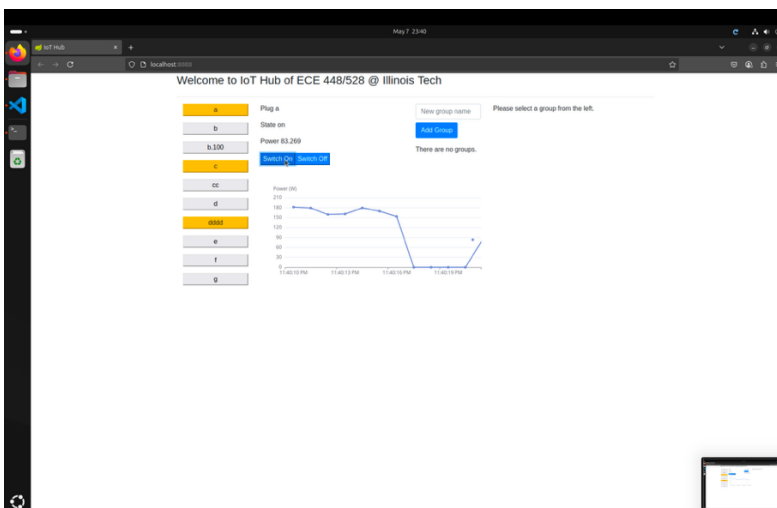 May 7 23:40
IoT Hub
localhost:8080
Welcome to IoT Hub of ECE 448/528 @ Illinois Tech
a
b
b.100
c
cc
d
dddd
e
f
g
Plug a
State on
Power 83.269
Switch On Switch Off
Power (W)
210
180
150
120
90
60
30
0
11:40:10 PM 11:40:13 PM 11:40:16 PM 11:40:19 PM
New group name
Add Group
There are no groups.
Please select a group from the left.